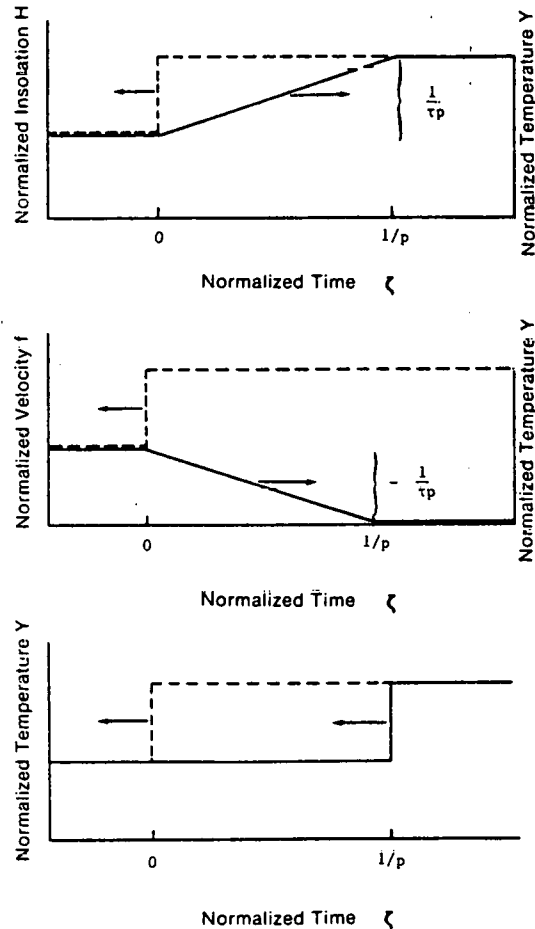 Normalized Insolation H
Normalized Temperature Y
1/τp
0
1/p
Normalized Time ζ
Normalized Velocity f
Normalized Temperature Y
- 1/τp
0
1/p
Normalized Time ζ
Normalized Temperature Y
0
1/p
Normalized Time ζ